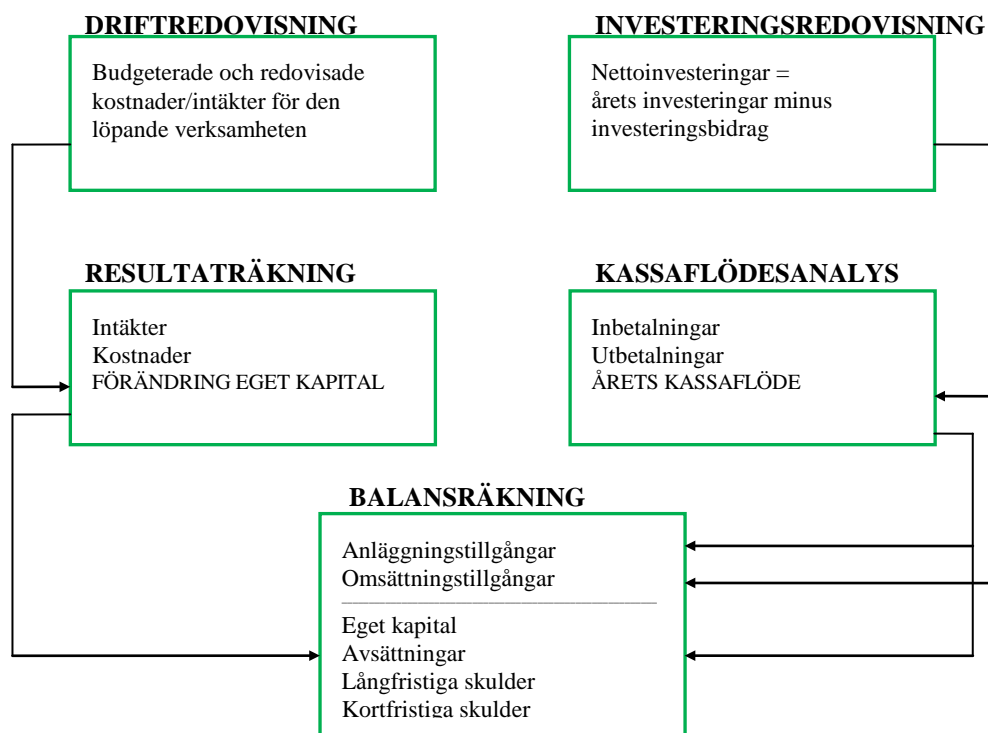 DRIFTREDOVISNING
Budgeterade och redovisade
kostnader/intäkter för den
löpande verksamheten
INVESTERINGSREDOVISNING
Nettoinvesteringar =
årets investeringar minus
investeringsbidrag
RESULTATRÄKNING
Intäkter
Kostnader
FÖRÄNDRING EGET KAPITAL
KASSAFLÖDESANALYS
Inbetalningar
Utbetalningar
ÅRETS KASSAFLÖDE
BALANSRÄKNING
Anläggningstillgångar
Omsättningstillgångar
Eget kapital
Avsättningar
Långfristiga skulder
Kortfristiga skulder